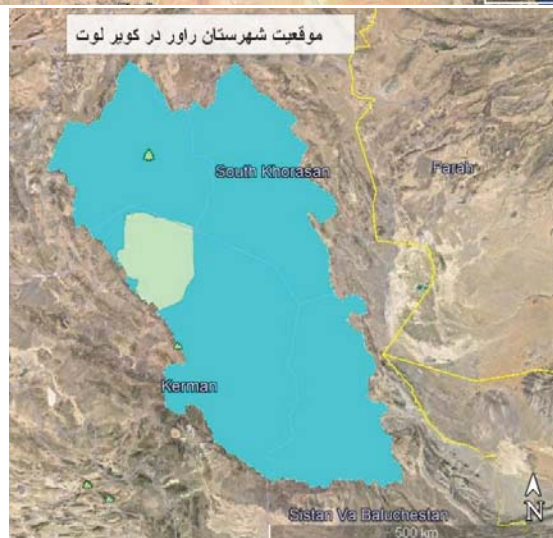 موقعیت شهرستان راور در کویر لوت
South Khorasan
Farah
Kerman
Sistan Va Baluchestan
N
500 km